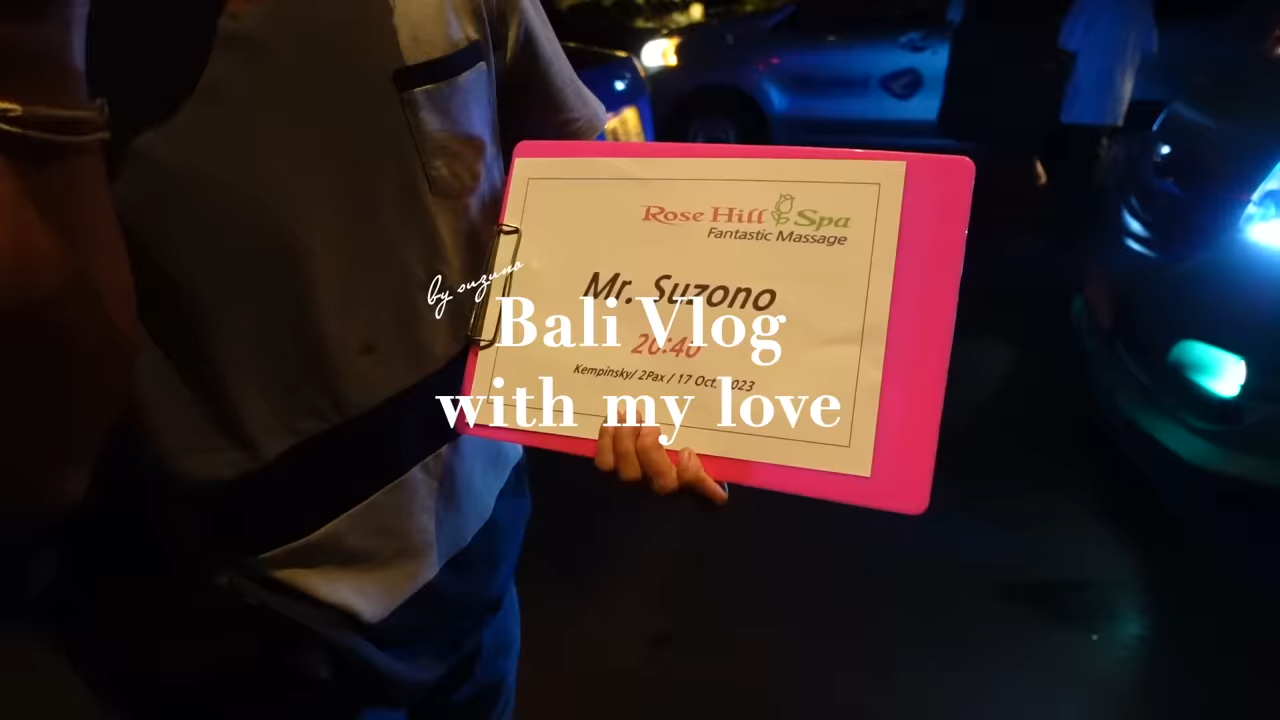 Rose Hill Spa
Fantastic Massage
Mr. Suzono
20:40
Kempinsky/ 2Pax / 17 Oct. 2023
by suzuno
Bali Vlog
with my love